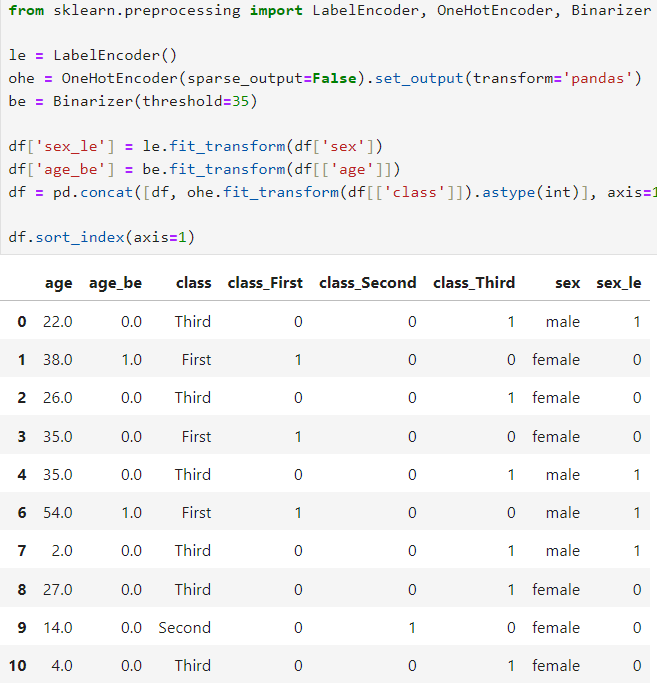 from sklearn.preprocessing import LabelEncoder, OneHotEncoder, Binarizer
le = LabelEncoder()
ohe = OneHotEncoder(sparse_output=False).set_output(transform='pandas')
be = Binarizer(threshold=35)
df['sex_le'] = le.fit_transform(df['sex'])
df['age_be'] = be.fit_transform(df[['age']])
df = pd.concat([df, ohe.fit_transform(df[['class']]).astype(int)], axis=1
df.sort_index(axis=1)
age age_be class class_First class_Second class_Third sex sex_le
0 22.0 0.0 Third 0 0 1 male 1
1 38.0 1.0 First 1 0 0 female 0
2 26.0 0.0 Third 0 0 1 female 0
3 35.0 0.0 First 1 0 0 female 0
4 35.0 0.0 Third 0 0 1 male 1
6 54.0 1.0 First 1 0 0 male 1
7 2.0 0.0 Third 0 0 1 male 1
8 27.0 0.0 Third 0 0 1 female 0
9 14.0 0.0 Second 0 1 0 female 0
10 4.0 0.0 Third 0 0 1 female 0